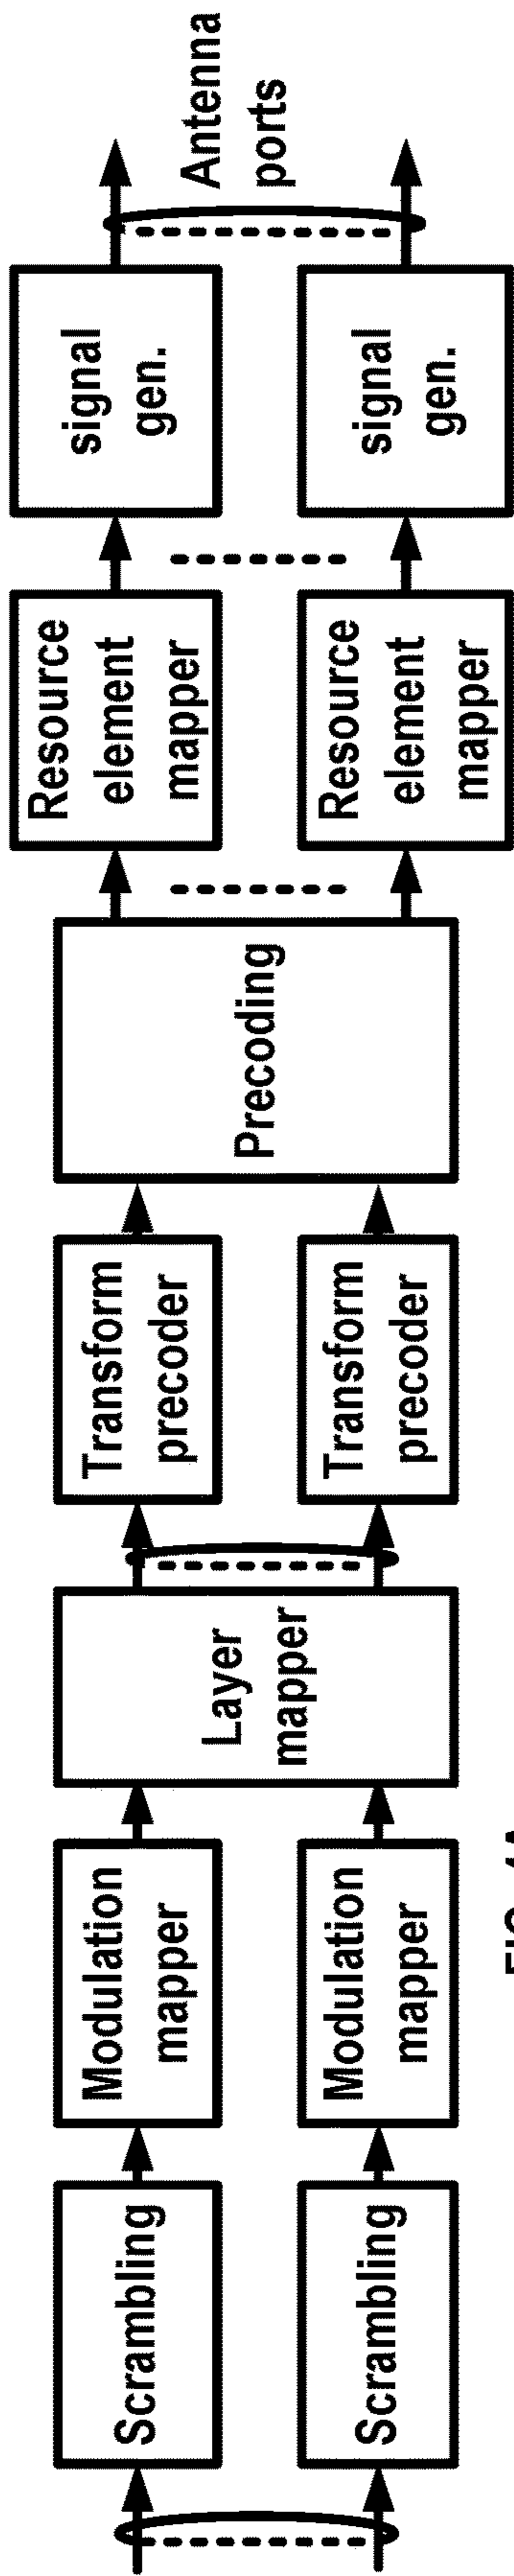 Scrambling
Modulation
mapper
Layer
mapper
Transform
precoder
Precoding
Resource
element
mapper
signal
gen.
Antenna
ports
Scrambling
Modulation
mapper
Transform
precoder
Resource
element
mapper
signal
gen.